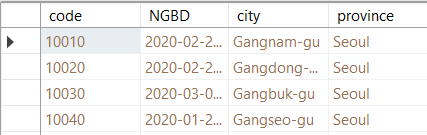 code NGBD city province
10010 2020-02-2... Gangnam-gu Seoul
10020 2020-02-2... Gangdong-... Seoul
10030 2020-03-0... Gangbuk-gu Seoul
10040 2020-01-2... Gangseo-gu Seoul